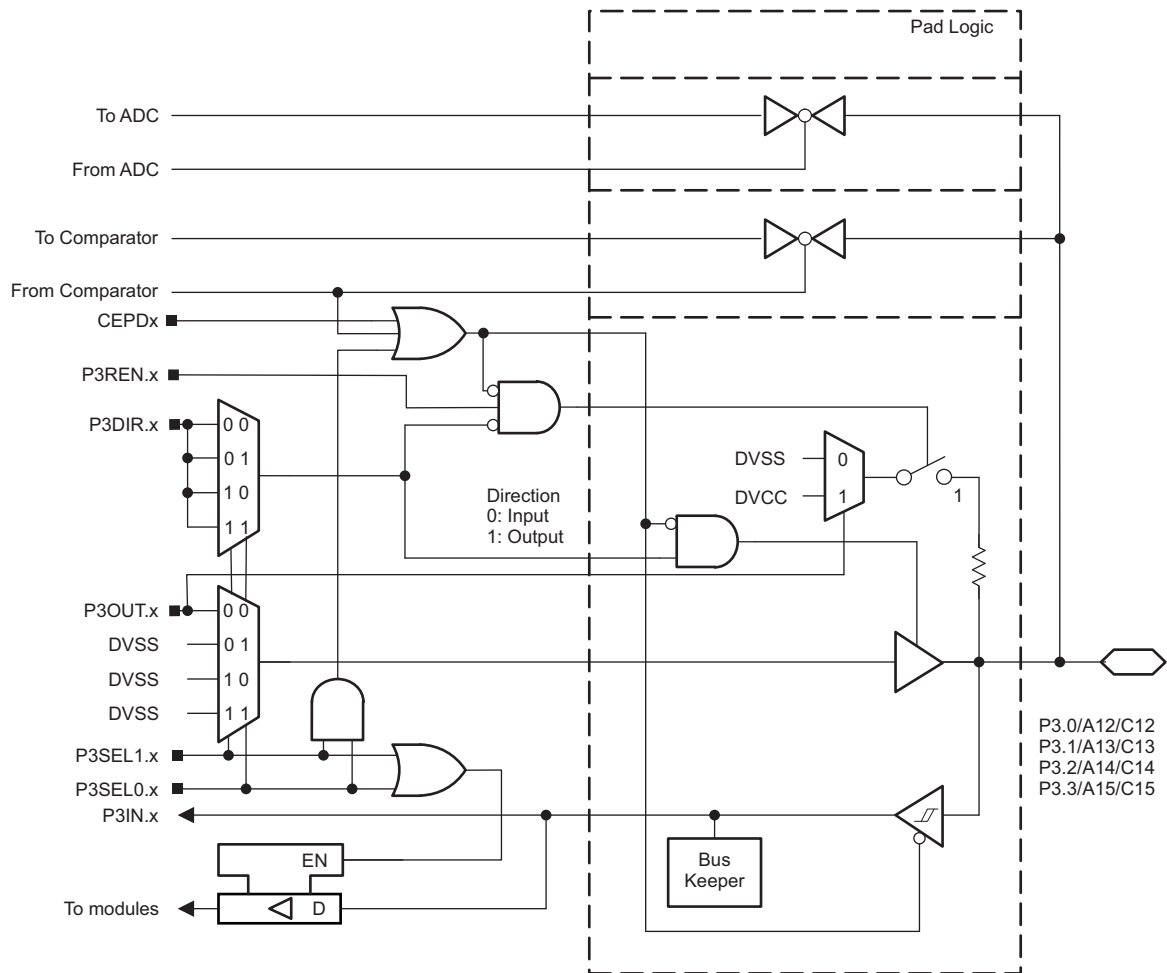 Pad Logic
To ADC
From ADC
To Comparator
From Comparator
CEPDx
P3REN.x
P3DIR.x
0 0
0 1
1 0
1 1
Direction
0: Input
1: Output
DVSS
0
DVCC
1
1
P3OUT.x
0 0
DVSS
0 1
DVSS
1 0
DVSS
1 1
P3SEL1.x
P3SEL0.x
P3IN.x
P3.0/A12/C12
P3.1/A13/C13
P3.2/A14/C14
P3.3/A15/C15
Bus
Keeper
EN
To modules
D